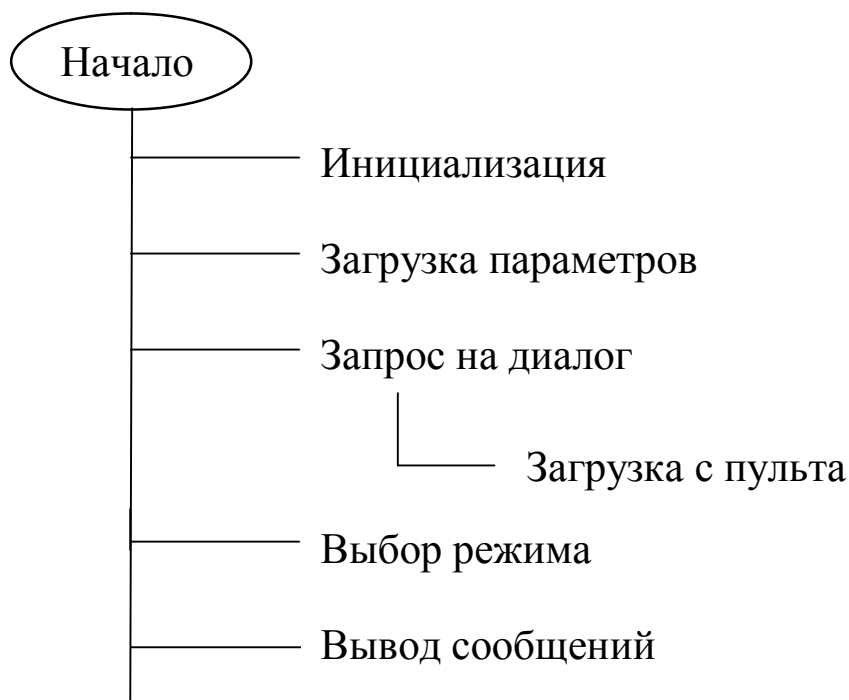 Начало
Инициализация
Загрузка параметров
Запрос на диалог
Загрузка с пульта
Выбор режима
Вывод сообщений